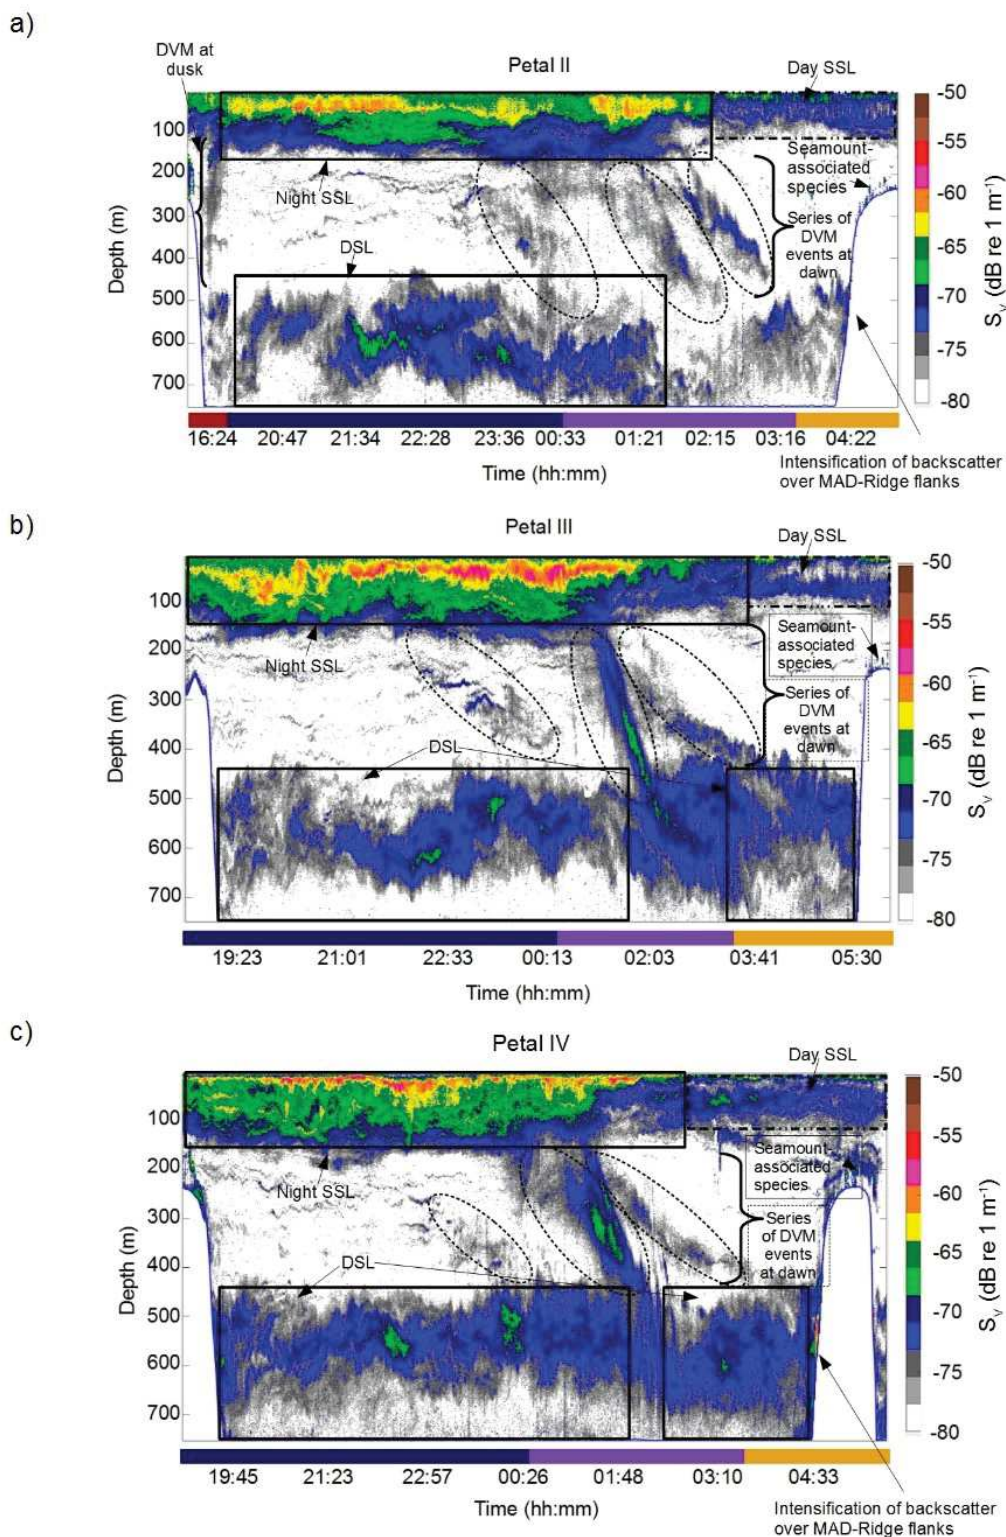 a)
DVM at
dusk
Petal II
Day SSL
100
200
300
400
500
600
700
Depth (m)
Night SSL
DSL
Seamount-
associated
species
Series of
DVM
events at
dawn
-50
-55
-60
-65
-70
-75
-80
Sv (dB re 1 m-1)
16:24 20:47 21:34 22:28 23:36 00:33 01:21 02:15 03:16 04:22
Time (hh:mm)
Intensification of backscatter
over MAD-Ridge flanks
b)
Petal III
Day SSL
100
200
300
400
500
600
700
Depth (m)
Night SSL
DSL
Seamount-
associated
species
Series of
DVM
events at
dawn
-50
-55
-60
-65
-70
-75
-80
Sv (dB re 1 m-1)
19:23 21:01 22:33 00:13 02:03 03:41 05:30
Time (hh:mm)
c)
Petal IV
Day SSL
100
200
300
400
500
600
700
Depth (m)
Night SSL
DSL
Seamount-
associated
species
Series
of DVM
events
at dawn
-50
-55
-60
-65
-70
-75
-80
Sv (dB re 1 m-1)
19:45 21:23 22:57 00:26 01:48 03:10 04:33
Time (hh:mm)
Intensification of backscatter
over MAD-Ridge flanks